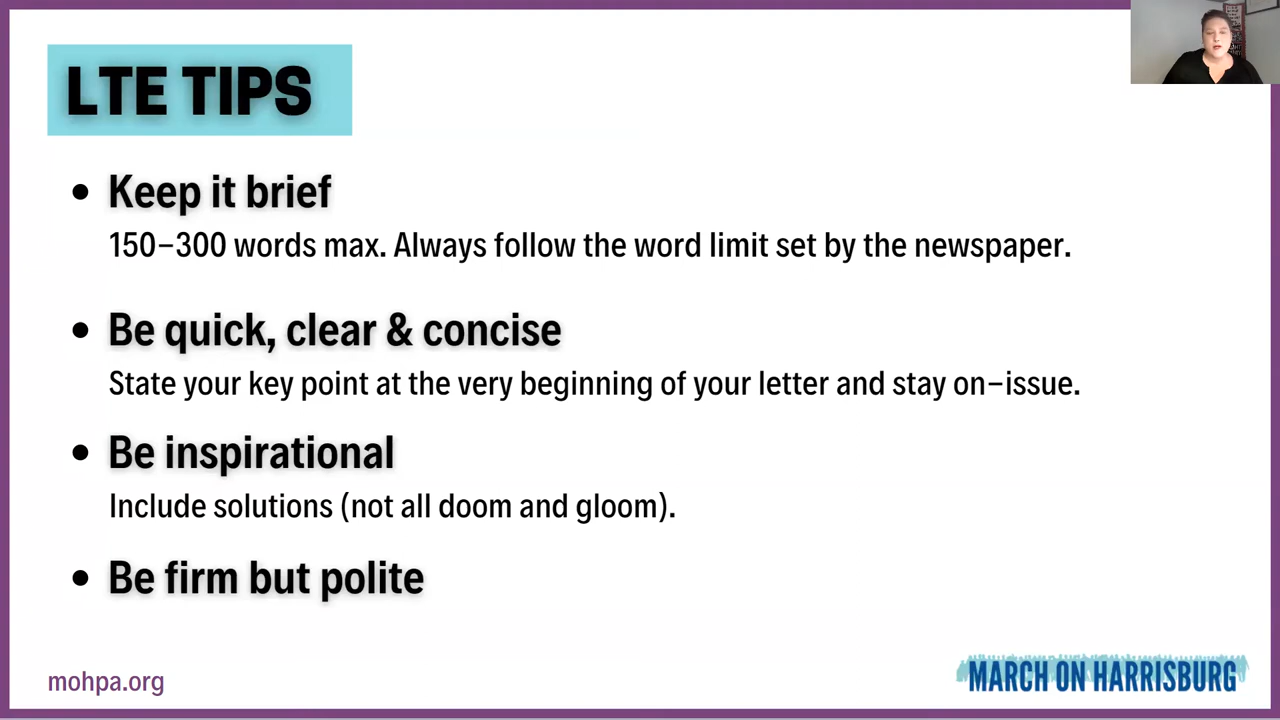 LTE TIPS
• Keep it brief
150–300 words max. Always follow the word limit set by the newspaper.
• Be quick, clear & concise
State your key point at the very beginning of your letter and stay on–issue.
• Be inspirational
Include solutions (not all doom and gloom).
• Be firm but polite
mohpa.org
MARCH ON HARRISBURG